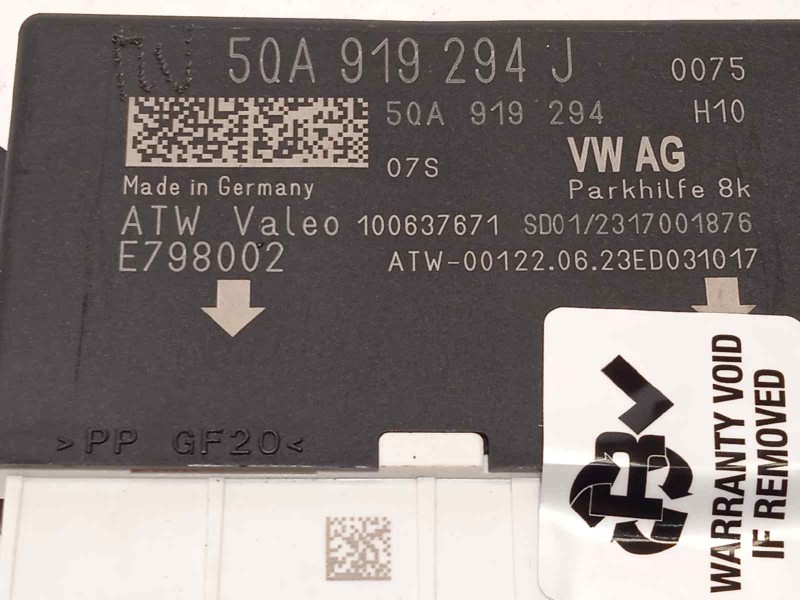 5QA 919 294 J 0075
5QA 919 294 H10
07S VW AG
Made in Germany Parkhilfe 8k
ATW Valeo 100637671 SD01/2317001876
E798002 ATW-00122.06.23ED031017
>PP GF20<
WARRANTY VOID
IF REMOVED